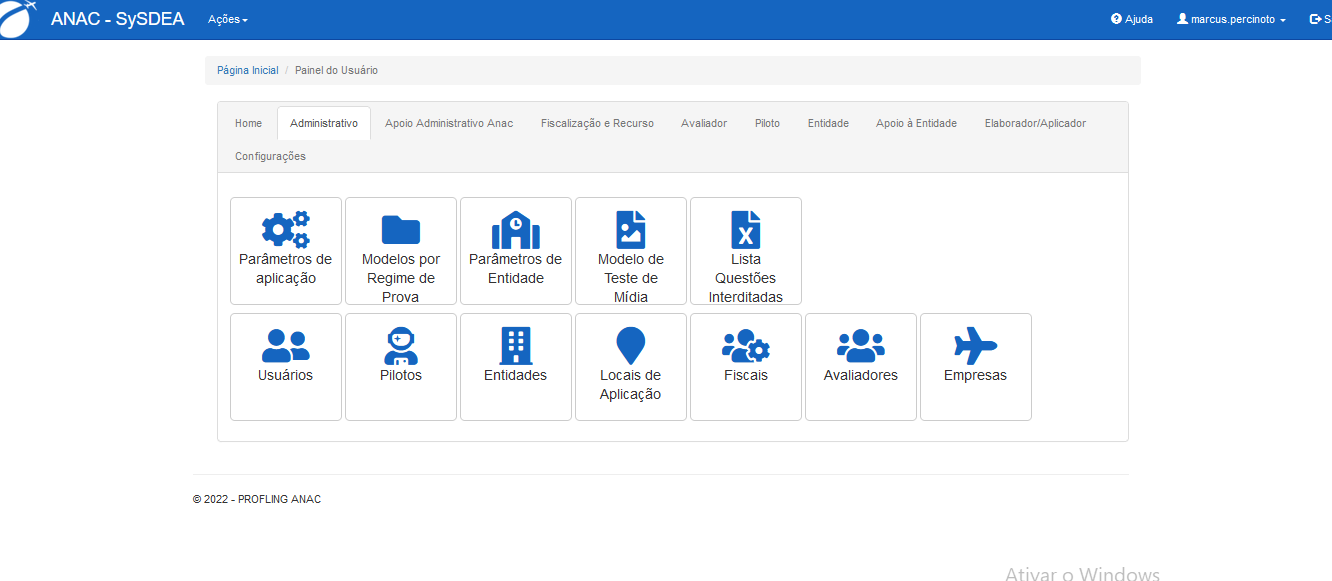 ANAC - SySDEA Ações Ajuda marcus.percinoto S
Página Inicial / Painel do Usuário
Home Administrativo Apoio Administrativo Anac Fiscalização e Recurso Avaliador Piloto Entidade Apoio à Entidade Elaborador/Aplicador
Configurações
Parâmetros de
aplicação
Modelos por
Regime de
Prova
Parâmetros de
Entidade
Modelo de
Teste de
Mídia
X
Lista
Questões
Interditadas
Usuários
Pilotos
Entidades
Locais de
Aplicação
Fiscais
Avaliadores
Empresas
© 2022 - PROFLING ANAC
Ativar o Windows